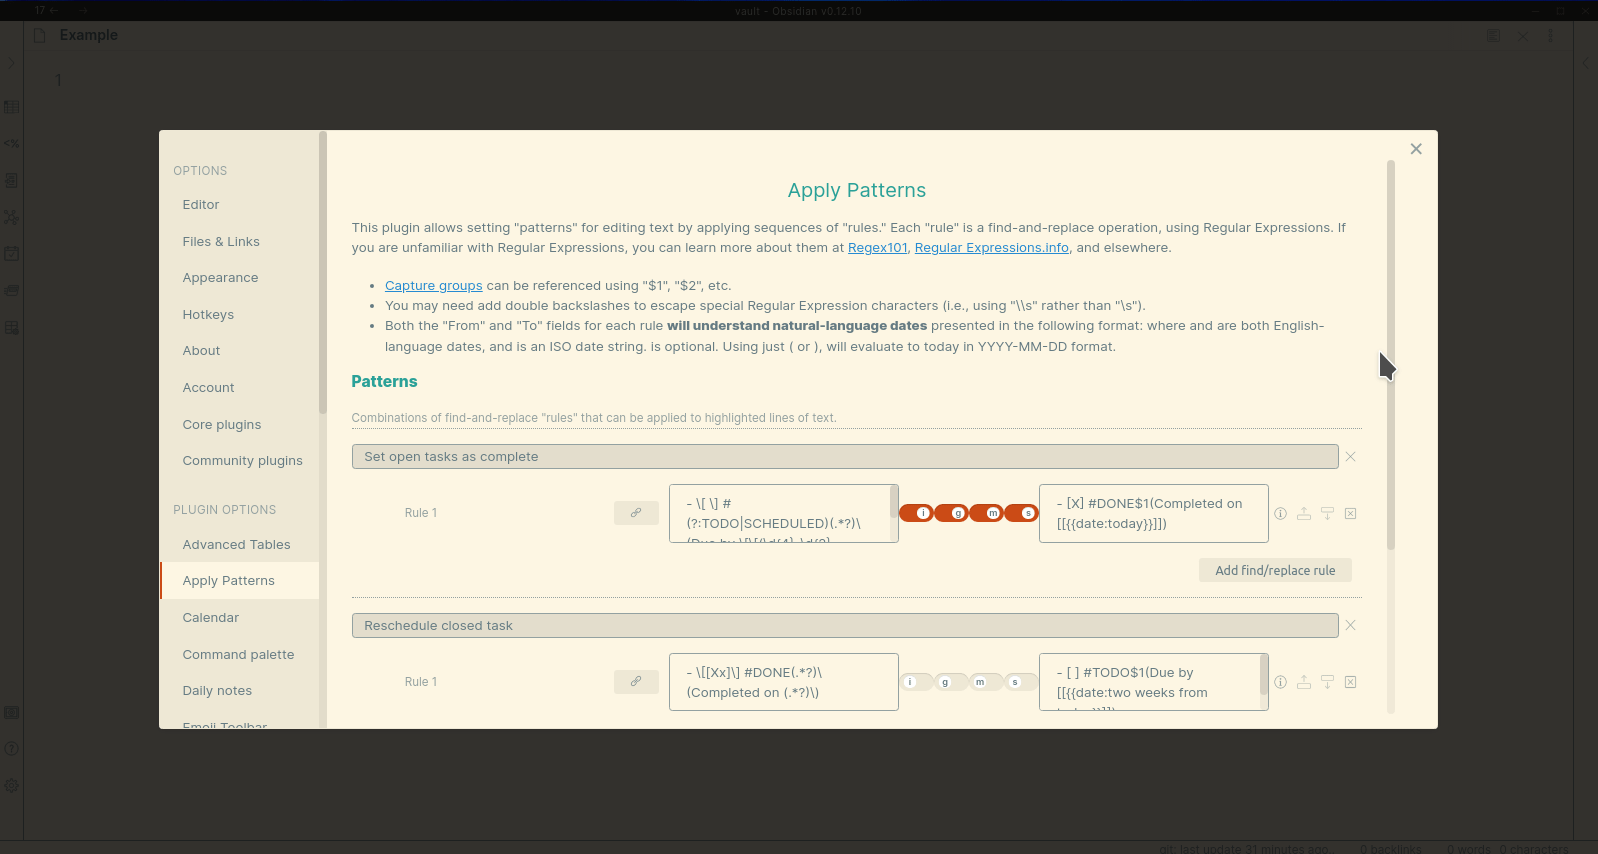 17
vault - Obsidian v0.12.10
Example
1
OPTIONS
Editor
Files & Links
Appearance
Hotkeys
About
Account
Core plugins
Community plugins
PLUGIN OPTIONS
Advanced Tables
Apply Patterns
Calendar
Command palette
Daily notes
Emoji Toolbar
Apply Patterns
This plugin allows setting "patterns" for editing text by applying sequences of "rules." Each "rule" is a find-and-replace operation, using Regular Expressions. If
you are unfamiliar with Regular Expressions, you can learn more about them at Regex101, Regular Expressions.info, and elsewhere.
• Capture groups can be referenced using "$1", "$2", etc.
• You may need add double backslashes to escape special Regular Expression characters (i.e., using "\\s" rather than "\s").
• Both the "From" and "To" fields for each rule will understand natural-language dates presented in the following format: where and are both English-
language dates, and is an ISO date string. is optional. Using just ( or ), will evaluate to today in YYYY-MM-DD format.
Patterns
Combinations of find-and-replace "rules" that can be applied to highlighted lines of text.
Set open tasks as complete
Rule 1
- \[ \] #
(?:TODO|SCHEDULED)(.*?)\
(Due by \[\[(\d{4}-\d{2}
i g m s
- [X] #DONE$1(Completed on
[[{{date:today}}]])
Add find/replace rule
Reschedule closed task
Rule 1
- \[[Xx]\] #DONE(.*?)\
(Completed on (.*?)\)
i g m s
- [ ] #TODO$1(Due by
[[{{date:two weeks from
today}}]])
git: last update 31 minutes ago. 0 backlinks 0 words 0 characters